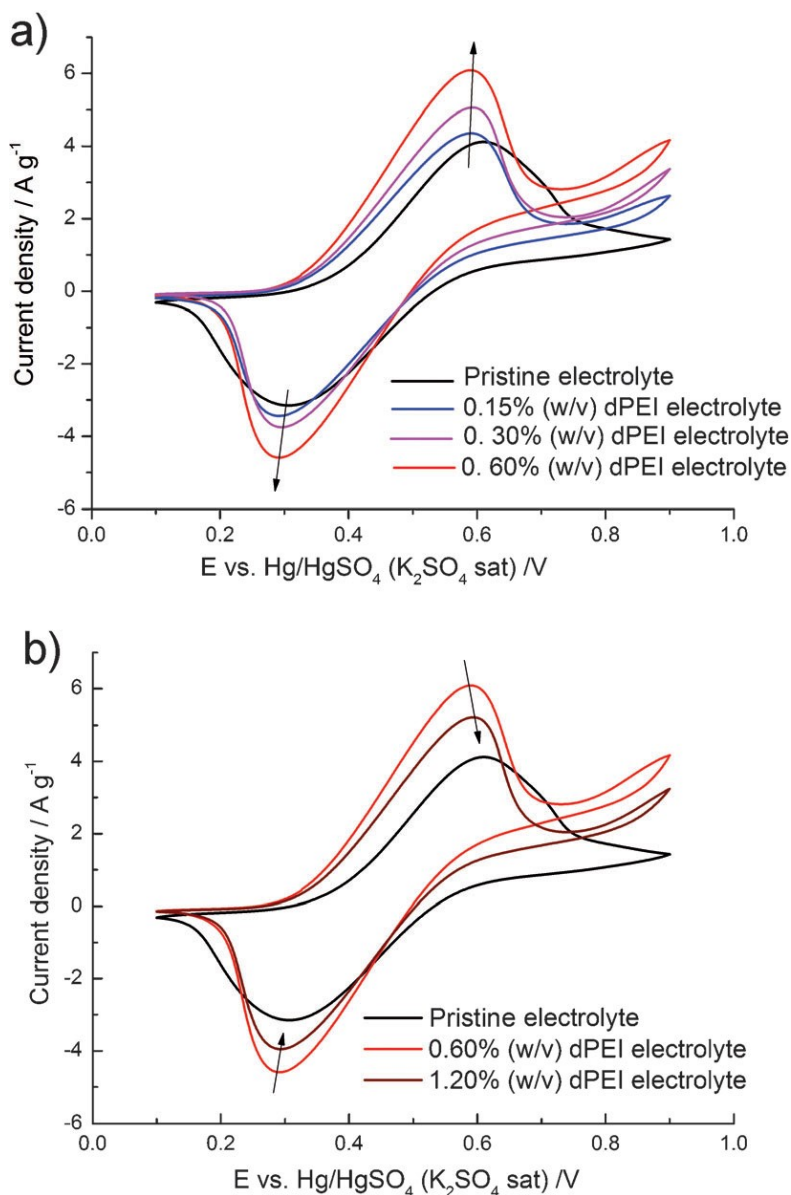 a)
6
4
2
0
-2
-4
-6
Current density / A g⁻¹
Pristine electrolyte
0.15% (w/v) dPEI electrolyte
0. 30% (w/v) dPEI electrolyte
0. 60% (w/v) dPEI electrolyte
0.0 0.2 0.4 0.6 0.8 1.0
E vs. Hg/HgSO₄ (K₂SO₄ sat) /V
b)
6
4
2
0
-2
-4
-6
Current density / A g⁻¹
Pristine electrolyte
0.60% (w/v) dPEI electrolyte
1.20% (w/v) dPEI electrolyte
0.0 0.2 0.4 0.6 0.8 1.0
E vs. Hg/HgSO₄ (K₂SO₄ sat) /V